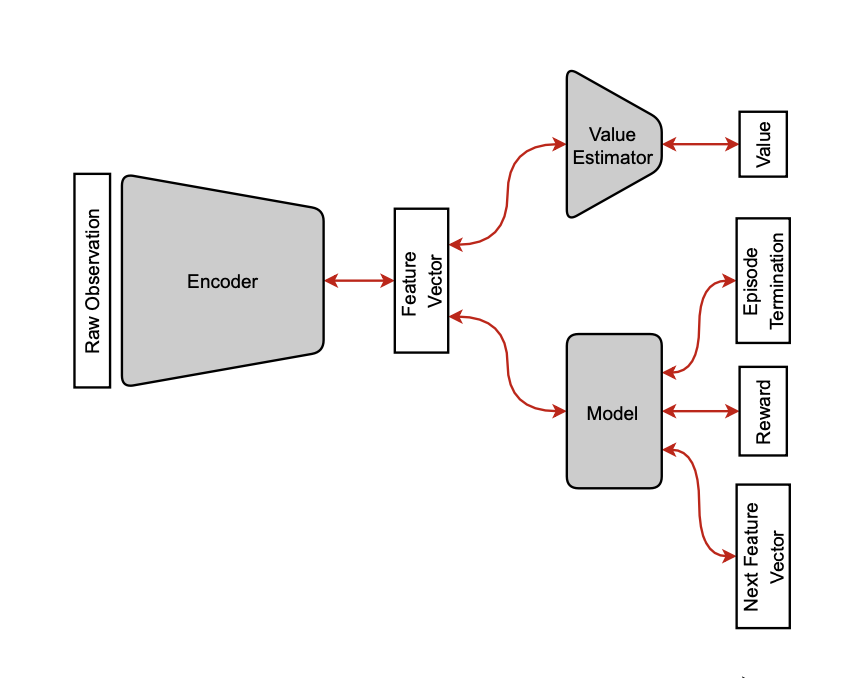 Raw Observation
Encoder
Feature
Vector
Value
Estimator
Value
Episode
Termination
Model
Reward
Next Feature
Vector